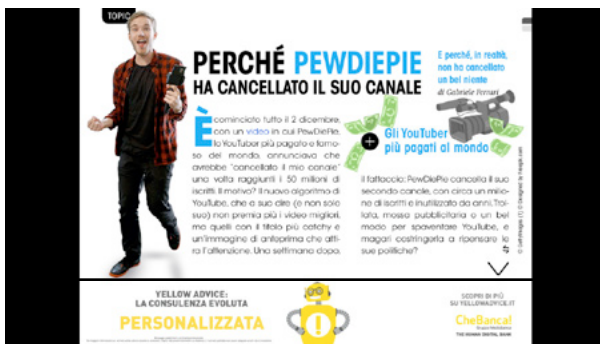 TOPIC
PERCHÉ PEWDIEPIE
HA CANCELLATO IL SUO CANALE
E perché, in realtà,
non ha cancellato
un bel niente
di Gabriele Ferrari
È cominciato tutto il 2 dicembre,
con un video in cui PewDiePie,
lo YouTuber più pagato e famo-
so del mondo, annunciava che
avrebbe "cancellato il mio canale"
una volta raggiunti i 50 milioni di
iscritti. Il motivo? Il nuovo algoritmo di
YouTube, che a suo dire (e non solo
suo) non premia più i video migliori,
ma quelli con il titolo più catchy e
un'immagine di anteprima che atti-
ra l'attenzione. Una settimana dopo,
+ Gli YouTuber
più pagati al mondo
il fattaccio: PewDiePie cancella il suo
secondo canale, con circa un milio-
ne di iscritti e inutilizzato da anni. Trol-
lata, mossa pubblicitaria o un bel
modo per spaventare YouTube, e
magari costringerla a ripensare le
sue politiche?
YELLOW ADVICE:
LA CONSULENZA EVOLUTA
PERSONALIZZATA
SCOPRI DI PIÙ
SU YELLOWADVICE.IT
CheBanca!
THE HUMAN DIGITAL BANK